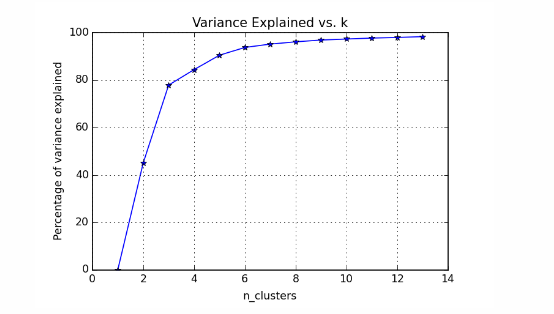 Variance Explained vs. k
Percentage of variance explained
100
80
60
40
20
0
0 2 4 6 8 10 12 14
n_clusters